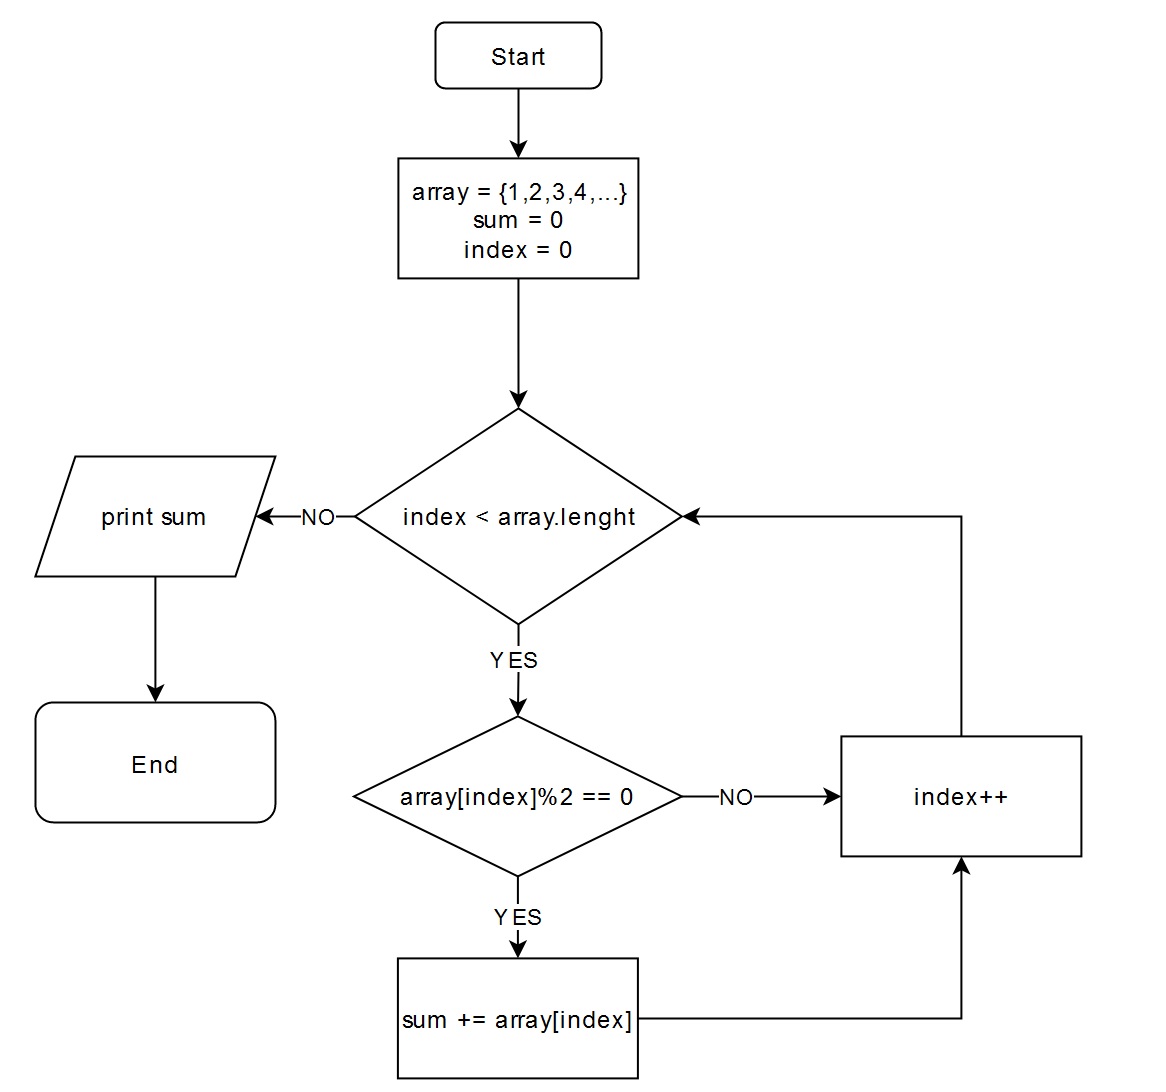 Start
array = {1,2,3,4,...}
sum = 0
index = 0
index < array.lenght
NO
print sum
YES
End
array[index]%2 == 0
NO
index++
YES
sum += array[index]